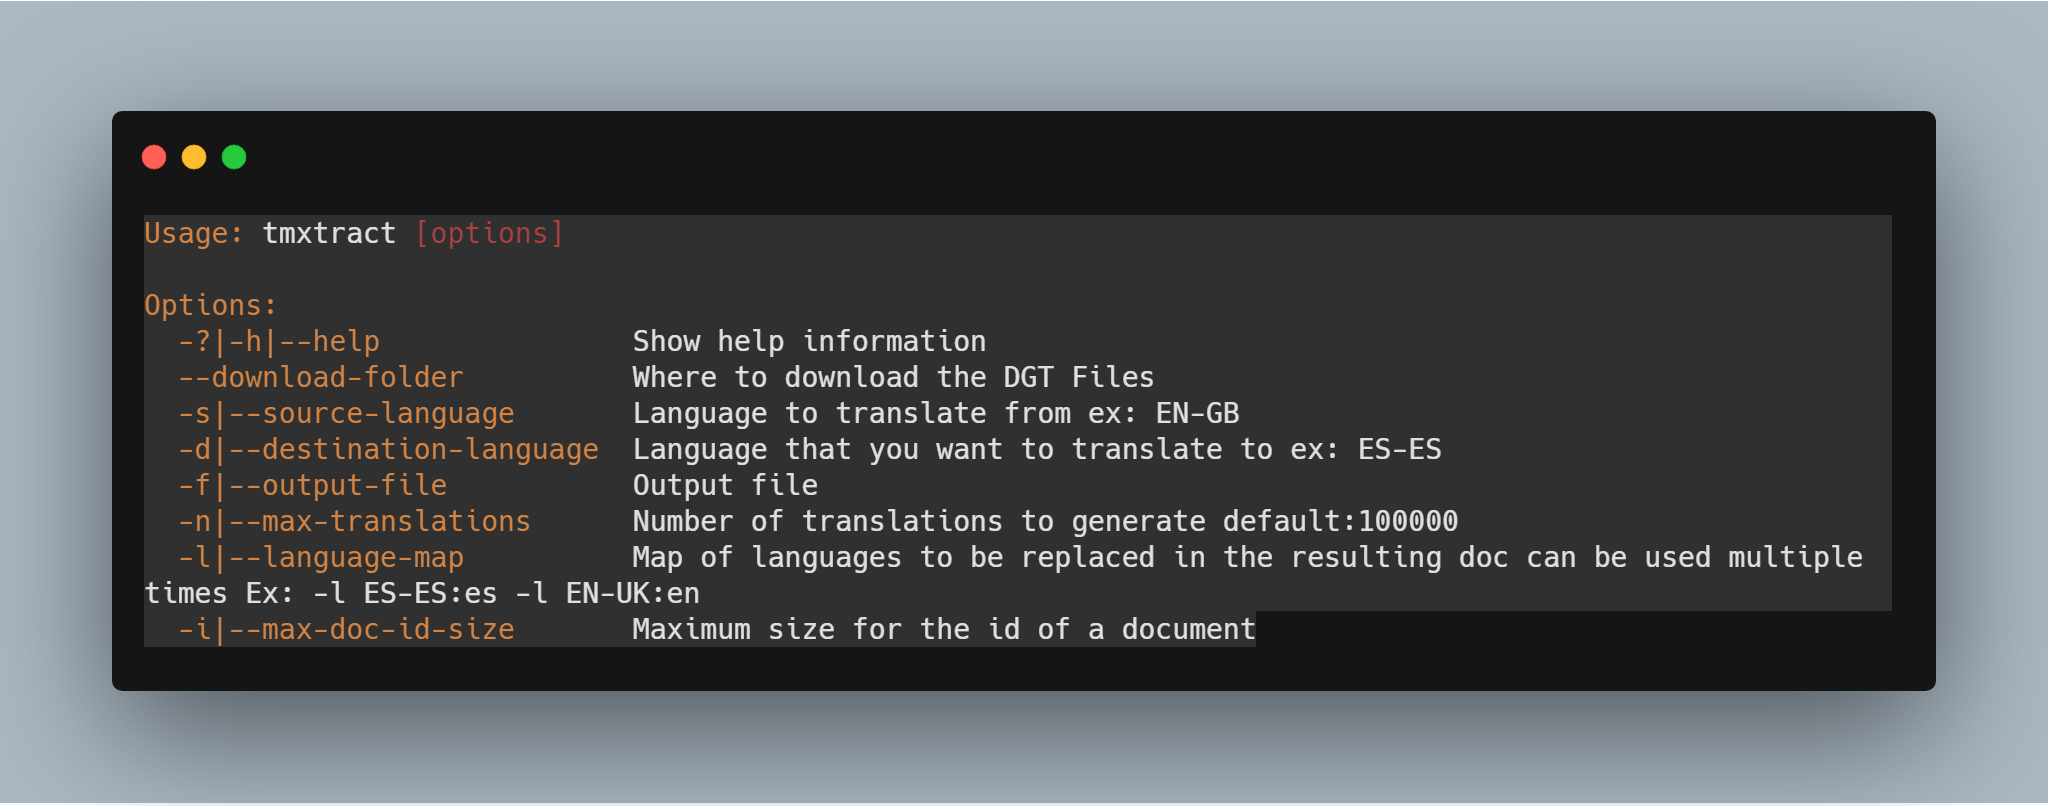 Usage: tmxtract [options]

Options:
  -?|-h|--help               Show help information
  --download-folder          Where to download the DGT Files
  -s|--source-language       Language to translate from ex: EN-GB
  -d|--destination-language  Language that you want to translate to ex: ES-ES
  -f|--output-file           Output file
  -n|--max-translations      Number of translations to generate default:100000
  -l|--language-map          Map of languages to be replaced in the resulting doc can be used multiple
times Ex: -l ES-ES:es -l EN-UK:en
  -i|--max-doc-id-size       Maximum size for the id of a document